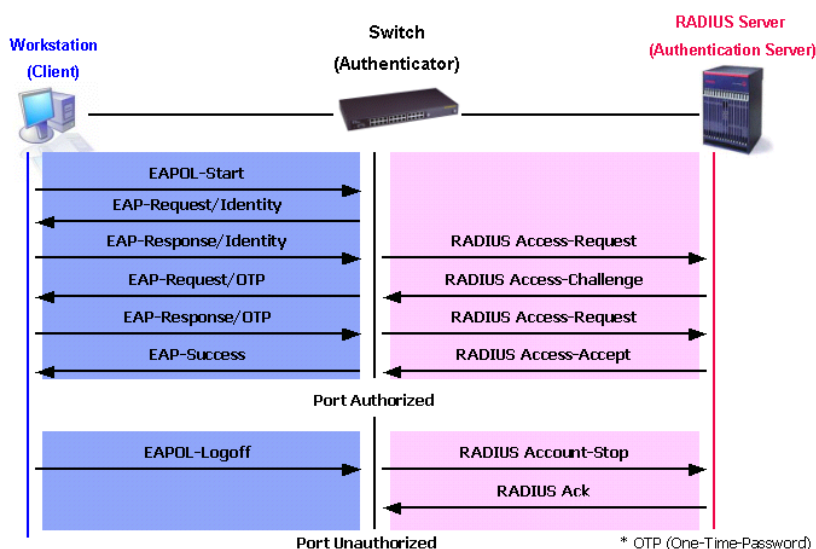 RADIUS Server
(Authentication Server)
Switch
(Authenticator)
Workstation
(Client)
EAPOL-Start
EAP-Request/Identity
EAP-Response/Identity
RADIUS Access-Request
EAP-Request/OTP
RADIUS Access-Challenge
EAP-Response/OTP
RADIUS Access-Request
EAP-Success
RADIUS Access-Accept
Port Authorized
EAPOL-Logoff
RADIUS Account-Stop
RADIUS Ack
Port Unauthorized
* OTP (One-Time-Password)